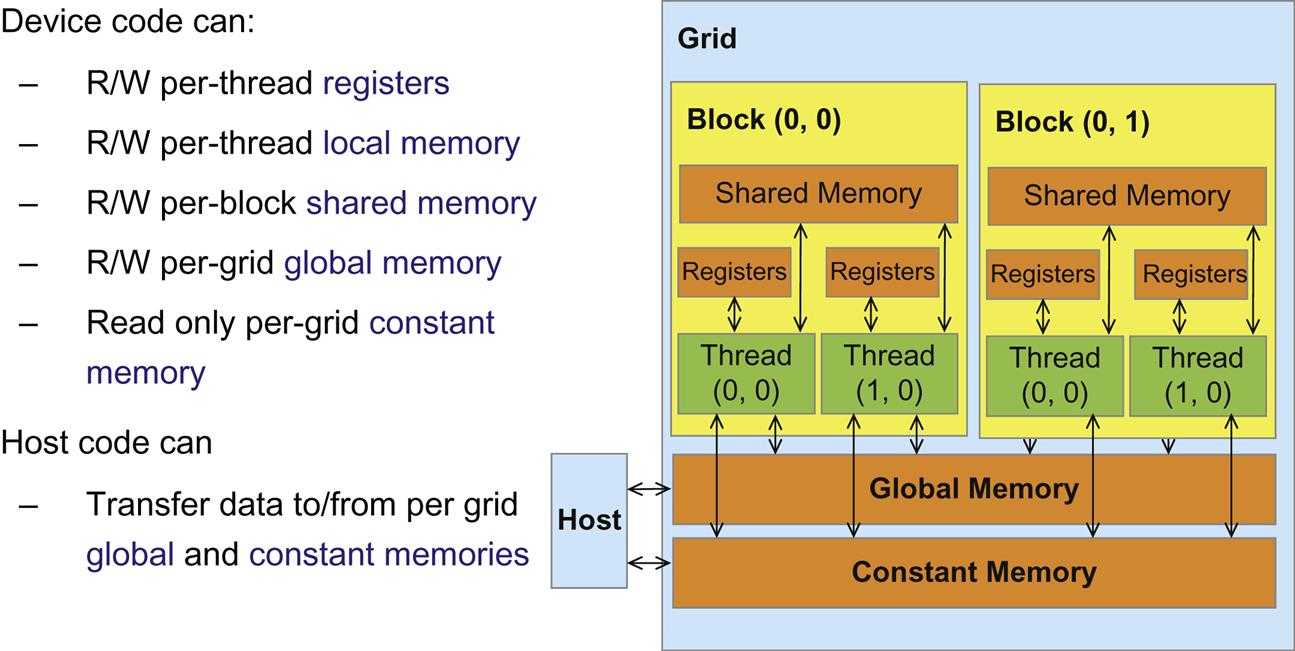 Device code can:
– R/W per-thread registers
– R/W per-thread local memory
– R/W per-block shared memory
– R/W per-grid global memory
– Read only per-grid constant
memory
Host code can
– Transfer data to/from per grid
global and constant memories
Grid
Block (0, 0)
Shared Memory
Registers
Registers
Thread
(0, 0)
Thread
(1, 0)
Block (0, 1)
Shared Memory
Registers
Registers
Thread
(0, 0)
Thread
(1, 0)
Host
Global Memory
Constant Memory